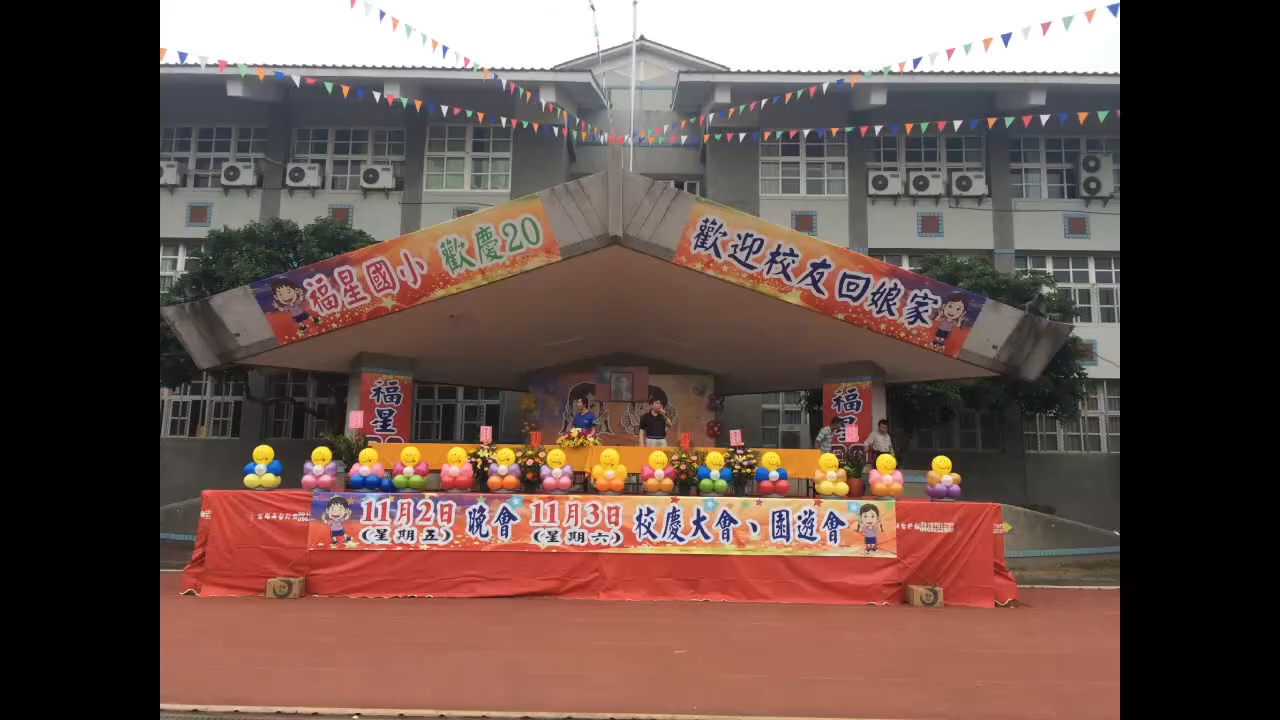 福星國小 歡慶20
歡迎校友回娘家
福星
福星
11月2日
(星期五)
晚會
11月3日
(星期六)
校慶大會、園遊會